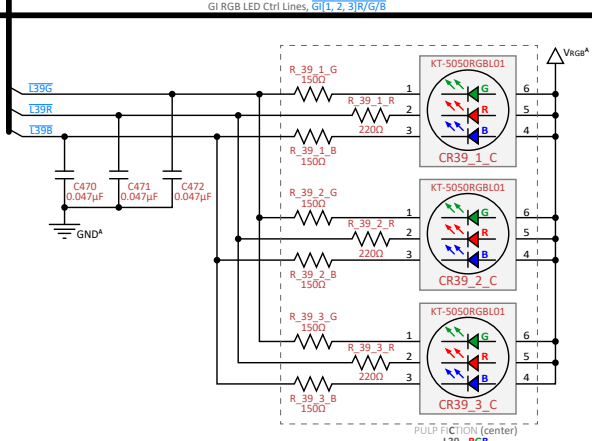 GI RGB LED Ctrl Lines, GI[1, 2, 3]R/G/B
VRGBᴬ
L39G
L39R
L39B
C470
0.047µF
C471
0.047µF
C472
0.047µF
GNDᴬ
R_39_1_G
150Ω
R_39_1_R
220Ω
R_39_1_B
150Ω
KT-5050RGBL01
1
2
3
G
R
B
6
5
4
CR39_1_C
R_39_2_G
150Ω
R_39_2_R
220Ω
R_39_2_B
150Ω
KT-5050RGBL01
1
2
3
G
R
B
6
5
4
CR39_2_C
R_39_3_G
150Ω
R_39_3_R
220Ω
R_39_3_B
150Ω
KT-5050RGBL01
1
2
3
G
R
B
6
5
4
CR39_3_C
PULP FICTION (center)